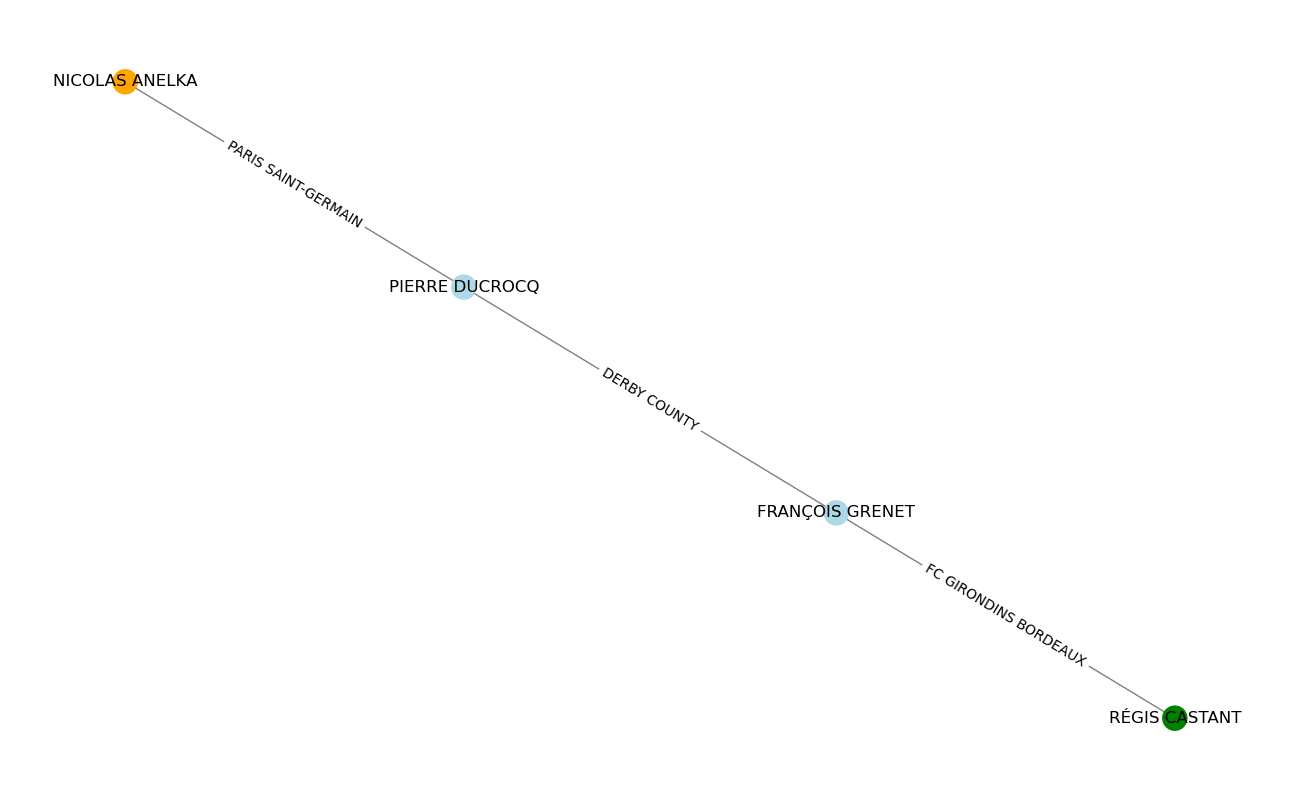 NICOLAS ANELKA
PARIS SAINT-GERMAIN
PIERRE DUCROCQ
DERBY COUNTY
FRANÇOIS GRENET
FC GIRONDINS BORDEAUX
RÉGIS CASTANT